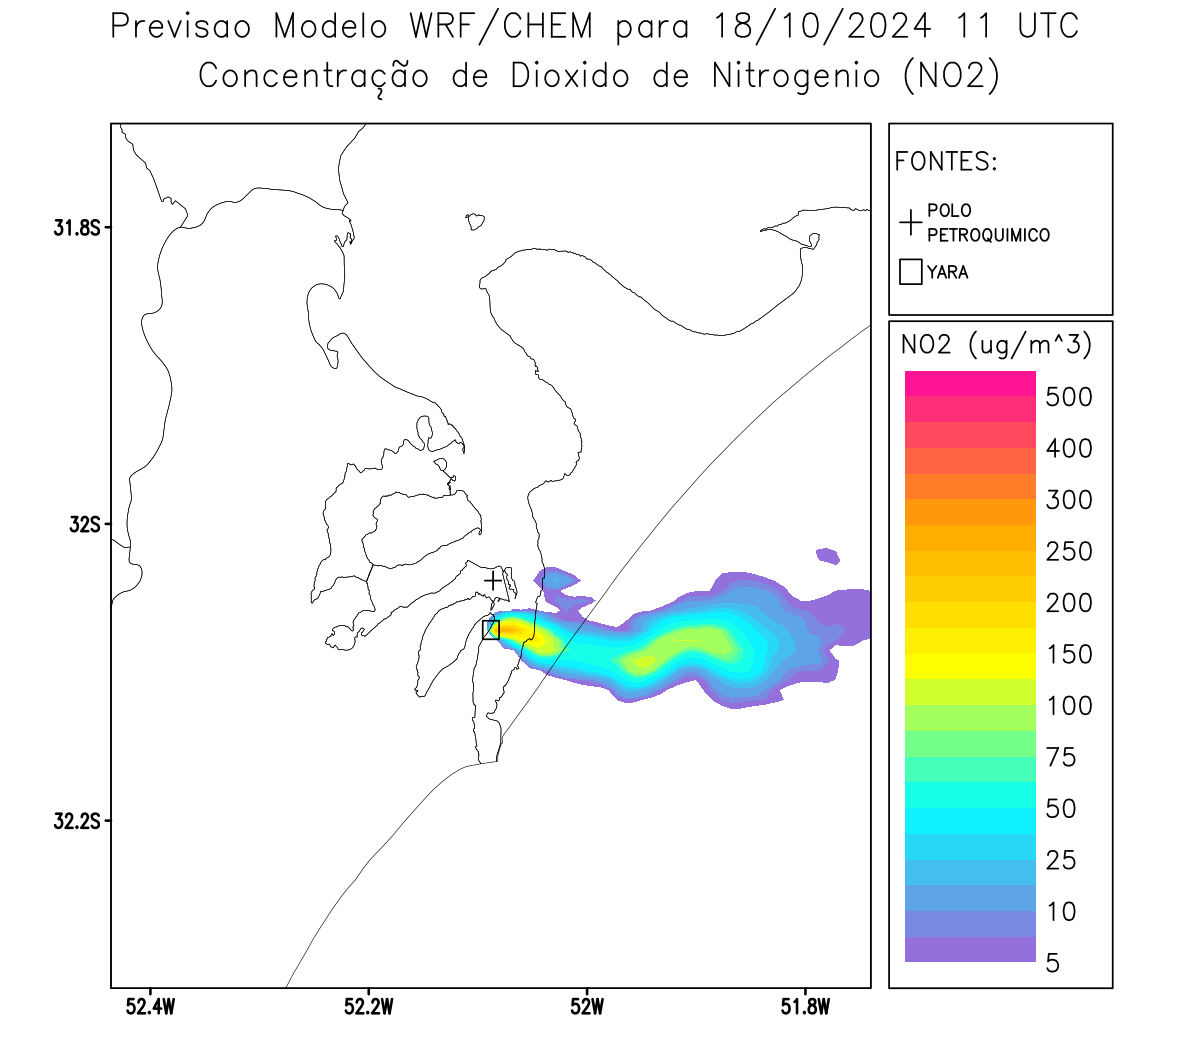 Previsao Modelo WRF/CHEM para 18/10/2024 11 UTC
Concentração de Dioxido de Nitrogenio (NO2)
FONTES:
POLO
PETROQUIMICO
YARA
NO2 (ug/m^3)
500
400
300
250
200
150
100
75
50
25
10
5
31.8S
32S
32.2S
52.4W
52.2W
52W
51.8W